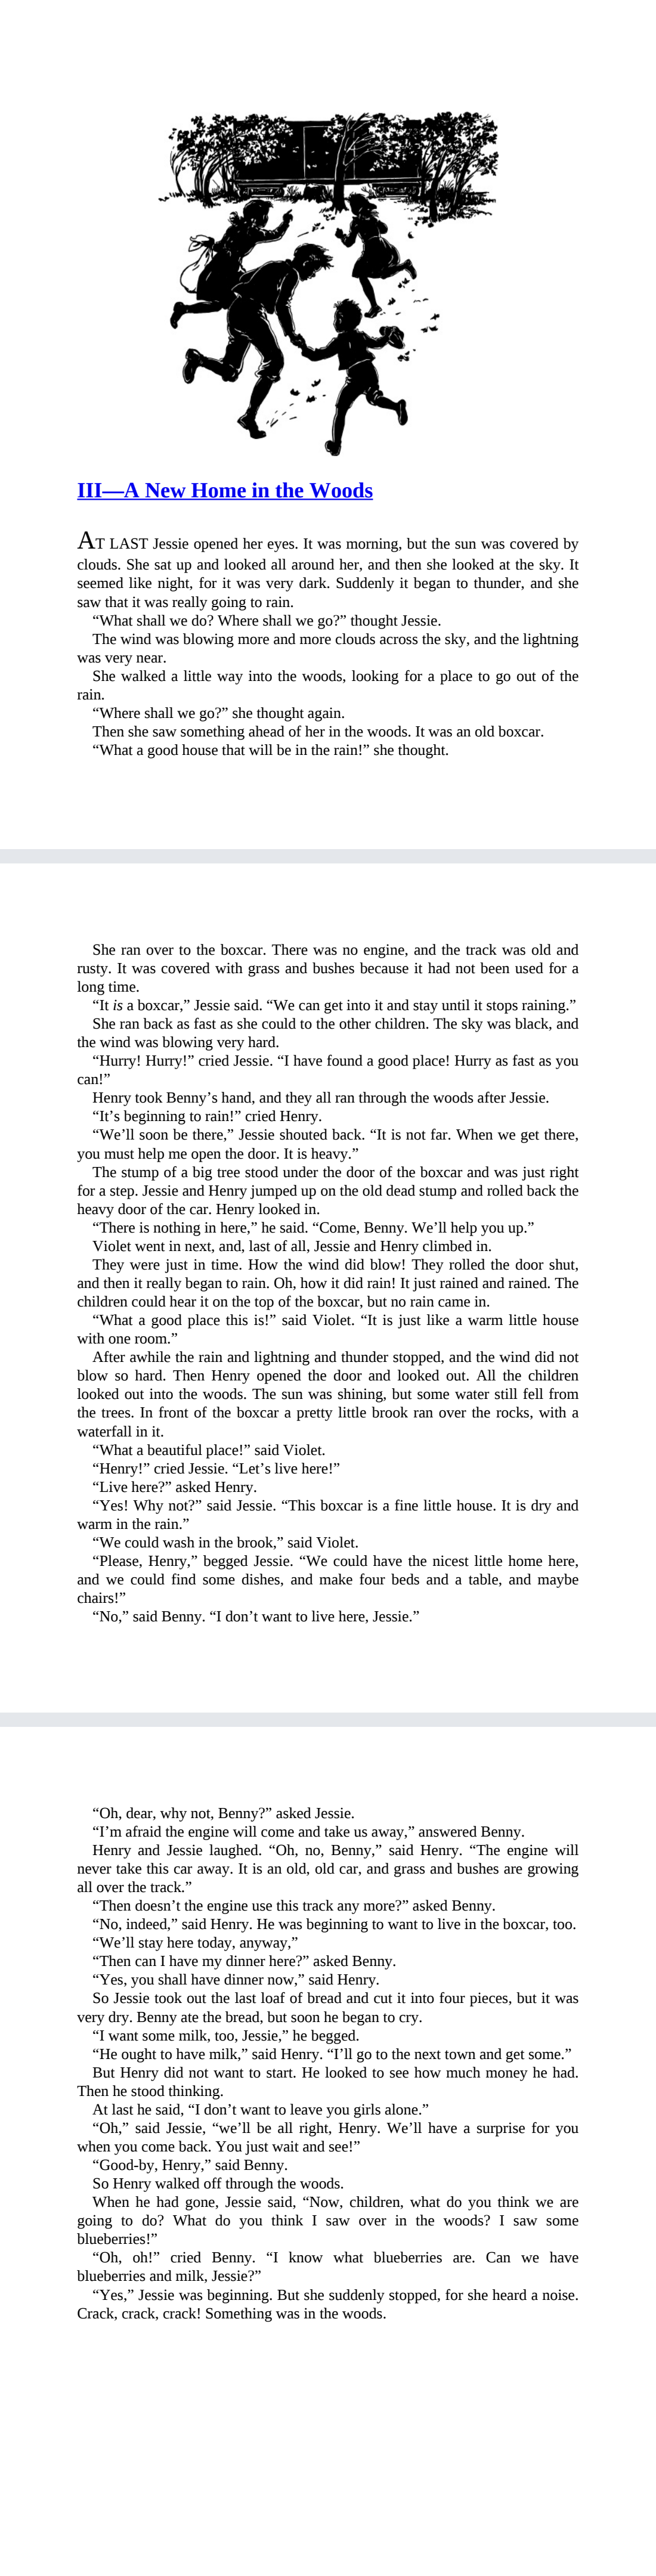 III—A New Home in the Woods
AT LAST Jessie opened her eyes. It was morning, but the sun was covered by
clouds. She sat up and looked all around her, and then she looked at the sky. It
seemed like night, for it was very dark. Suddenly it began to thunder, and she
saw that it was really going to rain.
“What shall we do? Where shall we go?” thought Jessie.
The wind was blowing more and more clouds across the sky, and the lightning
was very near.
She walked a little way into the woods, looking for a place to go out of the
rain.
“Where shall we go?” she thought again.
Then she saw something ahead of her in the woods. It was an old boxcar.
“What a good house that will be in the rain!” she thought.
She ran over to the boxcar. There was no engine, and the track was old and
rusty. It was covered with grass and bushes because it had not been used for a
long time.
“It is a boxcar,” Jessie said. “We can get into it and stay until it stops raining.”
She ran back as fast as she could to the other children. The sky was black, and
the wind was blowing very hard.
“Hurry! Hurry!” cried Jessie. “I have found a good place! Hurry as fast as you
can!”
Henry took Benny’s hand, and they all ran through the woods after Jessie.
“It’s beginning to rain!” cried Henry.
“We’ll soon be there,” Jessie shouted back. “It is not far. When we get there,
you must help me open the door. It is heavy.”
The stump of a big tree stood under the door of the boxcar and was just right
for a step. Jessie and Henry jumped up on the old dead stump and rolled back the
heavy door of the car. Henry looked in.
“There is nothing in here,” he said. “Come, Benny. We’ll help you up.”
Violet went in next, and, last of all, Jessie and Henry climbed in.
They were just in time. How the wind did blow! They rolled the door shut,
and then it really began to rain. Oh, how it did rain! It just rained and rained. The
children could hear it on the top of the boxcar, but no rain came in.
“What a good place this is!” said Violet. “It is just like a warm little house
with one room.”
After awhile the rain and lightning and thunder stopped, and the wind did not
blow so hard. Then Henry opened the door and looked out. All the children
looked out into the woods. The sun was shining, but some water still fell from
the trees. In front of the boxcar a pretty little brook ran over the rocks, with a
waterfall in it.
“What a beautiful place!” said Violet.
“Henry!” cried Jessie. “Let’s live here!”
“Live here?” asked Henry.
“Yes! Why not?” said Jessie. “This boxcar is a fine little house. It is dry and
warm in the rain.”
“We could wash in the brook,” said Violet.
“Please, Henry,” begged Jessie. “We could have the nicest little home here,
and we could find some dishes, and make four beds and a table, and maybe
chairs!”
“No,” said Benny. “I don’t want to live here, Jessie.”
“Oh, dear, why not, Benny?” asked Jessie.
“I’m afraid the engine will come and take us away,” answered Benny.
Henry and Jessie laughed. “Oh, no, Benny,” said Henry. “The engine will
never take this car away. It is an old, old car, and grass and bushes are growing
all over the track.”
“Then doesn’t the engine use this track any more?” asked Benny.
“No, indeed,” said Henry. He was beginning to want to live in the boxcar, too.
“We’ll stay here today, anyway,”
“Then can I have my dinner here?” asked Benny.
“Yes, you shall have dinner now,” said Henry.
So Jessie took out the last loaf of bread and cut it into four pieces, but it was
very dry. Benny ate the bread, but soon he began to cry.
“I want some milk, too, Jessie,” he begged.
“He ought to have milk,” said Henry. “I’ll go to the next town and get some.”
But Henry did not want to start. He looked to see how much money he had.
Then he stood thinking.
At last he said, “I don’t want to leave you girls alone.”
“Oh,” said Jessie, “we’ll be all right, Henry. We’ll have a surprise for you
when you come back. You just wait and see!”
“Good-by, Henry,” said Benny.
So Henry walked off through the woods.
When he had gone, Jessie said, “Now, children, what do you think we are
going to do? What do you think I saw over in the woods? I saw some
blueberries!”
“Oh, oh!” cried Benny. “I know what blueberries are. Can we have
blueberries and milk, Jessie?”
“Yes,” Jessie was beginning. But she suddenly stopped, for she heard a noise.
Crack, crack, crack! Something was in the woods.